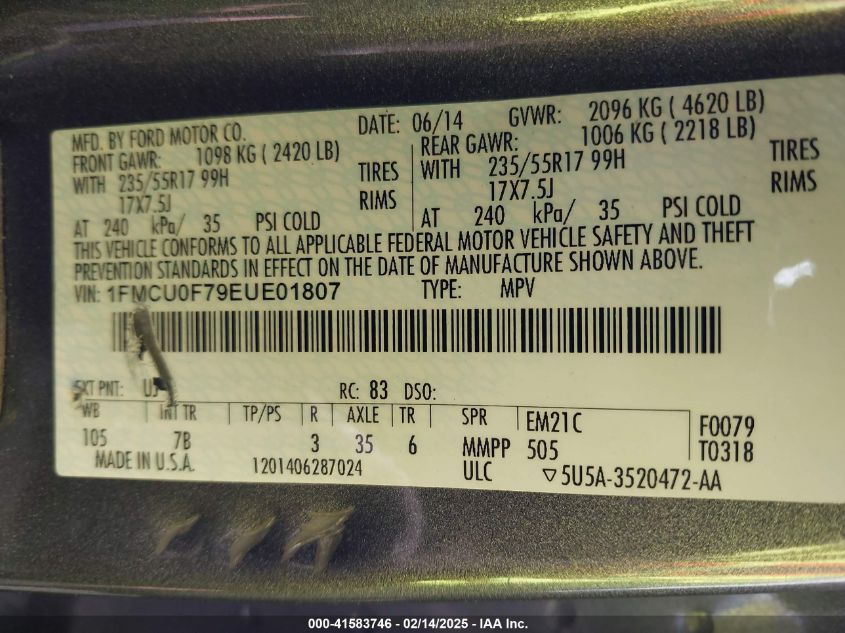 MFD. BY FORD MOTOR CO.
DATE: 06/14 GVWR: 2096 KG ( 4620 LB)
FRONT GAWR: 1098 KG ( 2420 LB)
REAR GAWR: 1006 KG ( 2218 LB)
WITH 235/55R17 99H TIRES
WITH 235/55R17 99H TIRES
17X7.5J RIMS
17X7.5J RIMS
AT 240 kPa/ 35 PSI COLD
AT 240 kPa/ 35 PSI COLD
THIS VEHICLE CONFORMS TO ALL APPLICABLE FEDERAL MOTOR VEHICLE SAFETY AND THEFT
PREVENTION STANDARDS IN EFFECT ON THE DATE OF MANUFACTURE SHOWN ABOVE.
VIN: 1FMCU0F79EUE01807 TYPE: MPV
EXT PNT: UJ RC: 83 DSO:
WB INT TR TP/PS R AXLE TR SPR EM21C F0079
105 7B 3 35 6 MMPP 505 T0318
MADE IN U.S.A. 1201406287024 ULC ▽5U5A-3520472-AA
000-41583746 - 02/14/2025 - IAA Inc.